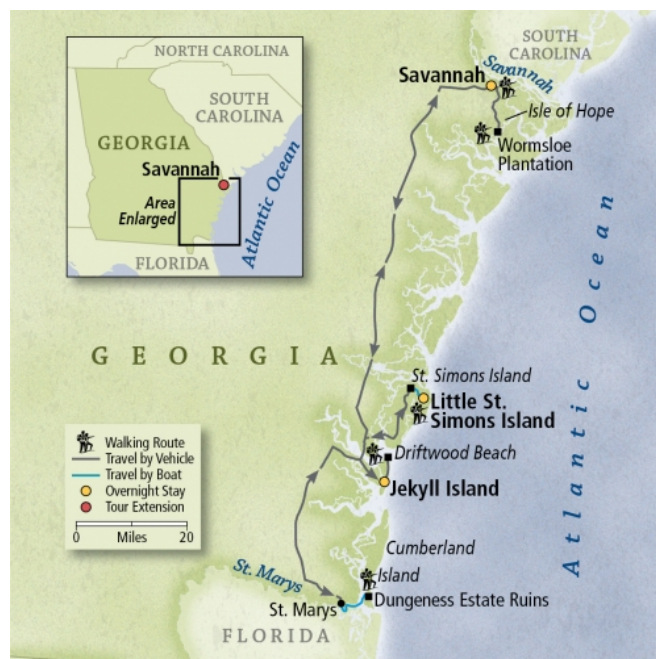 NORTH CAROLINA
SOUTH
CAROLINA
GEORGIA
Savannah
Area
Enlarged
Atlantic Ocean
FLORIDA
SOUTH
CAROLINA
Savannah
Savannah
Isle of Hope
Wormsloe
Plantation
Atlantic Ocean
GEORGIA
St. Simons Island
Little St.
Simons Island
Driftwood Beach
Jekyll Island
Walking Route
Travel by Vehicle
Travel by Boat
Overnight Stay
Tour Extension
0 Miles 20
Cumberland
Island
St. Marys
St. Marys
Dungeness Estate Ruins
FLORIDA